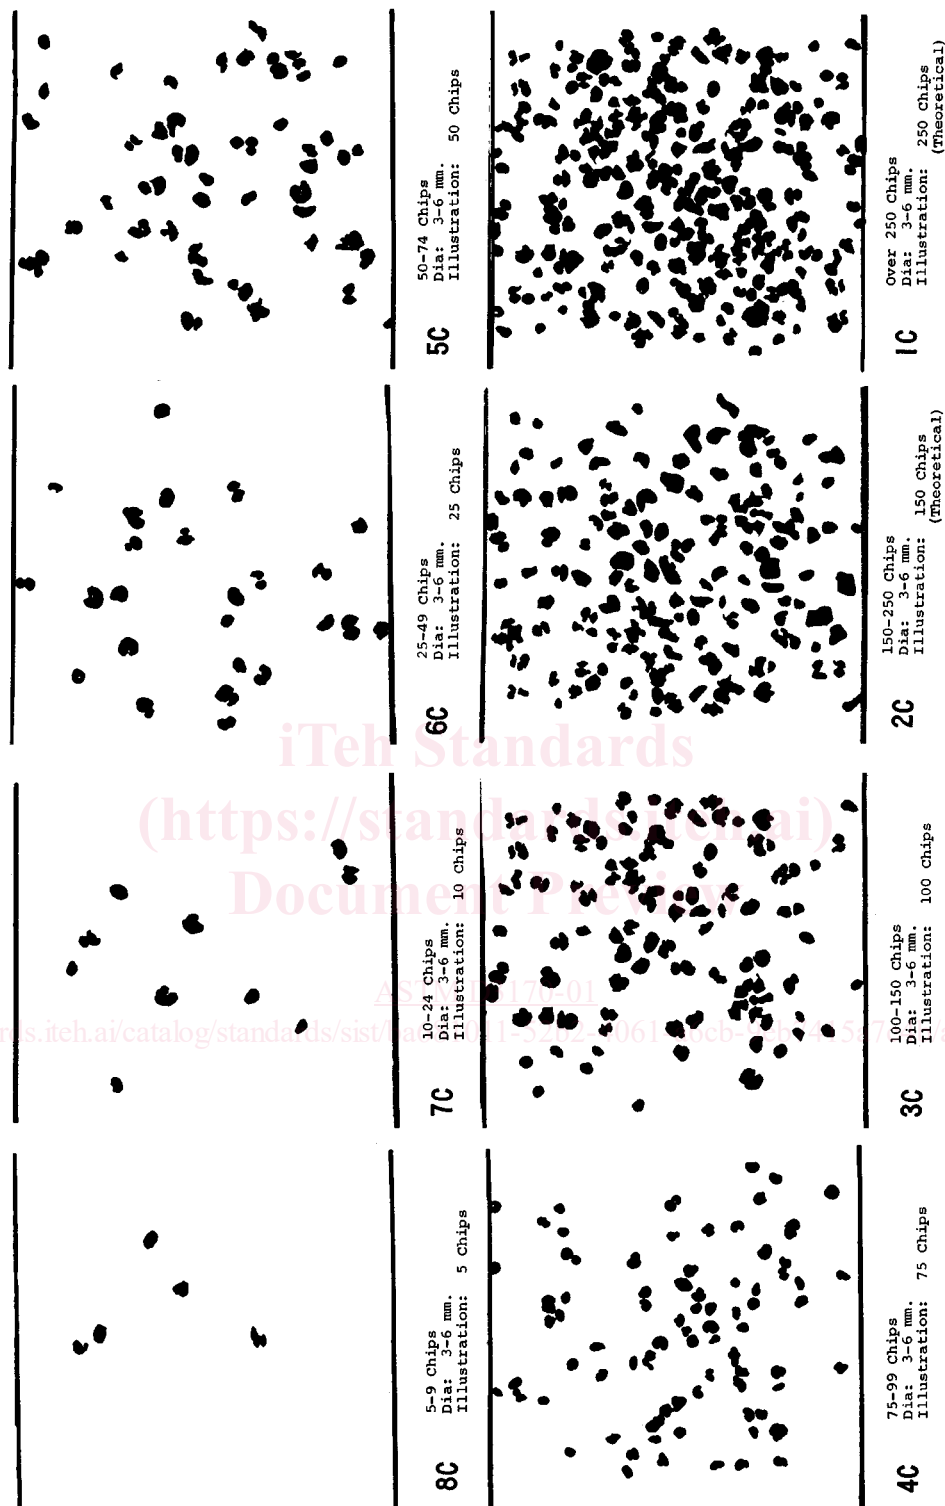 8C
5-9 Chips
Dia: 3-6 mm.
Illustration: 5 Chips
7C
10-24 Chips
Dia: 3-6 mm.
Illustration: 10 Chips
6C
25-49 Chips
Dia: 3-6 mm.
Illustration: 25 Chips
5C
50-74 Chips
Dia: 3-6 mm.
Illustration: 50 Chips
4C
75-99 Chips
Dia: 3-6 mm.
Illustration: 75 Chips
3C
100-150 Chips
Dia: 3-6 mm.
Illustration: 100 Chips
2C
150-250 Chips
Dia: 3-6 mm.
Illustration: 150 Chips
(Theoretical)
1C
Over 250 Chips
Dia: 3-6 mm.
Illustration: 250 Chips
(Theoretical)
iTeh Standards
(https://standards.iteh.ai)
Document Preview